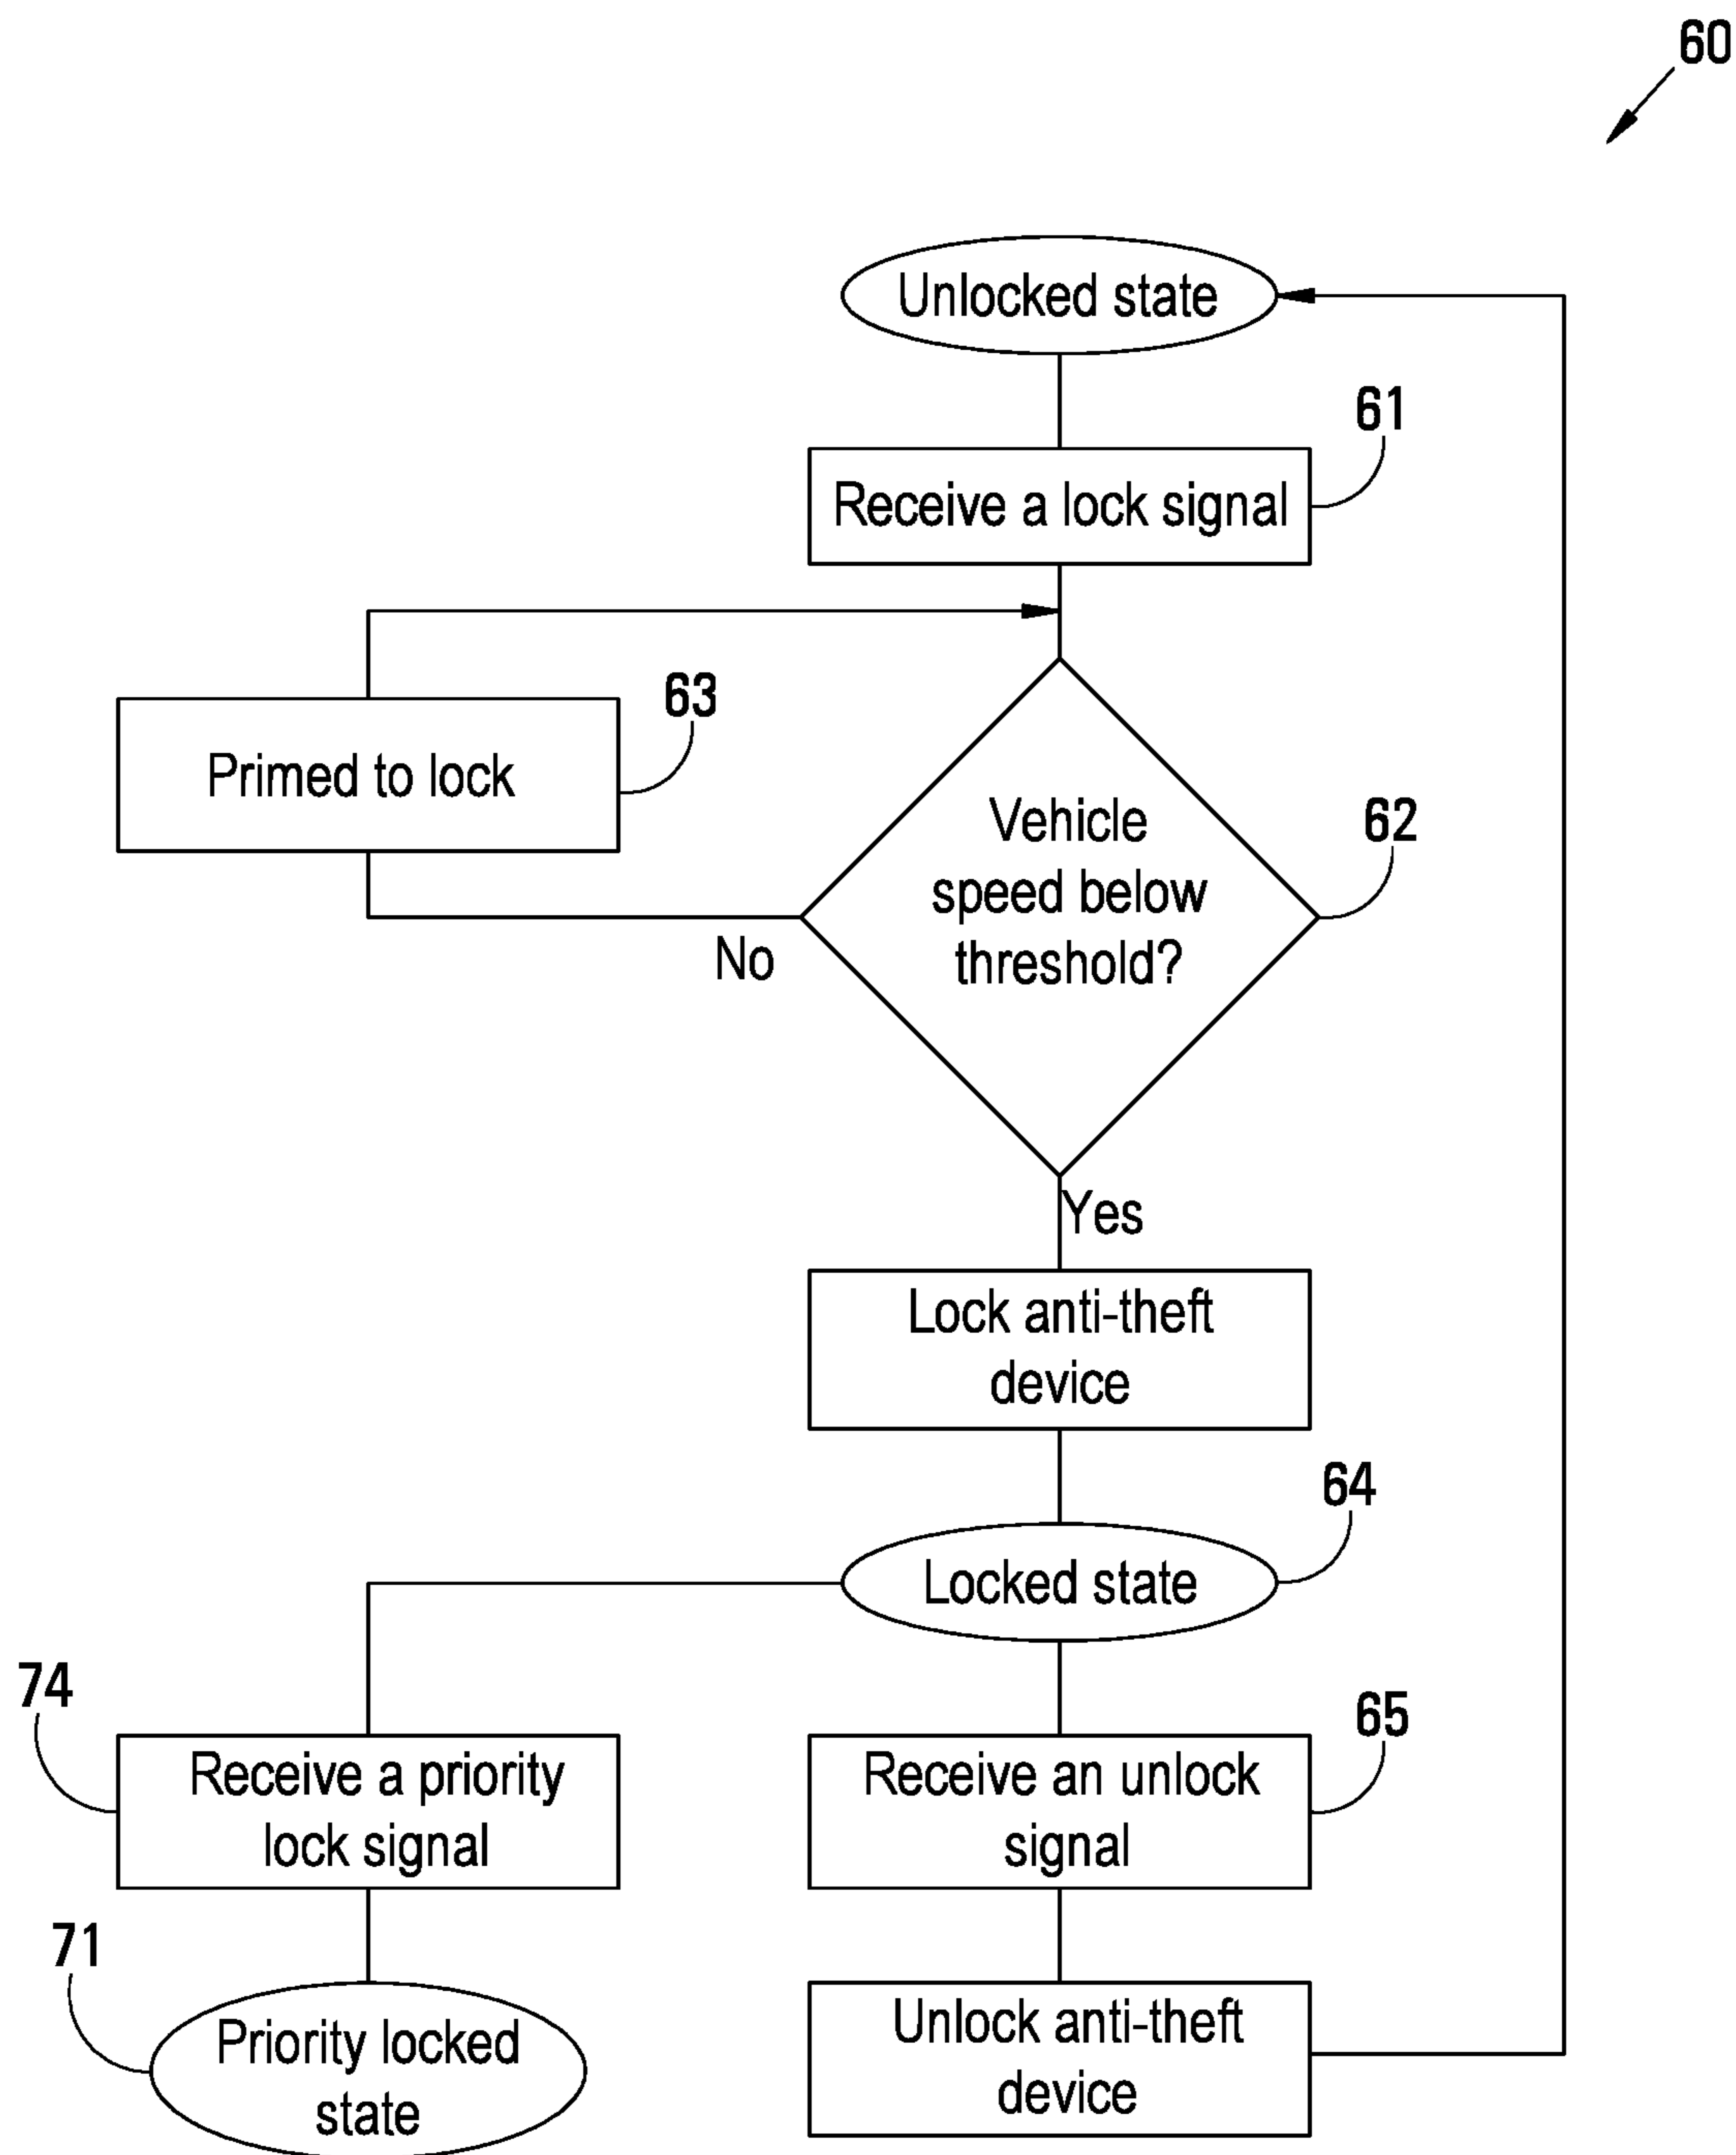 60
Unlocked state
61
Receive a lock signal
63
Primed to lock
Vehicle
speed below
threshold?
62
No
Yes
Lock anti-theft
device
64
Locked state
74
Receive a priority
lock signal
65
Receive an unlock
signal
71
Priority locked
state
Unlock anti-theft
device